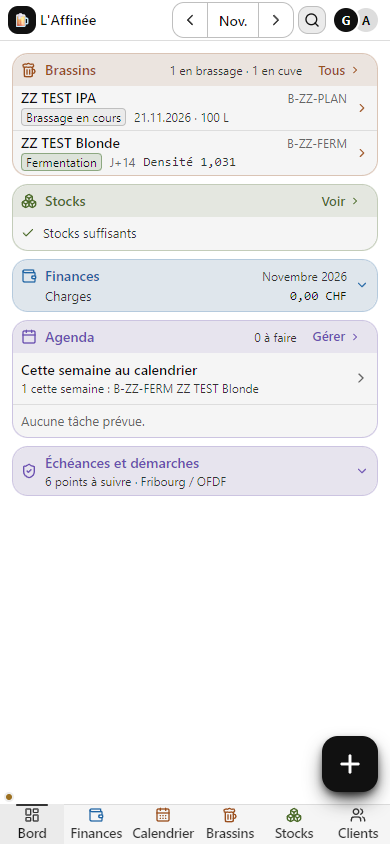 L'Affinée
Nov.
G
A
Brassins
1 en brassage · 1 en cuve
Tous
ZZ TEST IPA
B-ZZ-PLAN
Brassage en cours
21.11.2026 · 100 L
ZZ TEST Blonde
B-ZZ-FERM
Fermentation
J+14
Densité 1,031
Stocks
Voir
Stocks suffisants
Finances
Novembre 2026
Charges
0,00 CHF
Agenda
0 à faire
Gérer
Cette semaine au calendrier
1 cette semaine : B-ZZ-FERM ZZ TEST Blonde
Aucune tâche prévue.
Échéances et démarches
6 points à suivre · Fribourg / OFDF
Bord
Finances
Calendrier
Brassins
Stocks
Clients